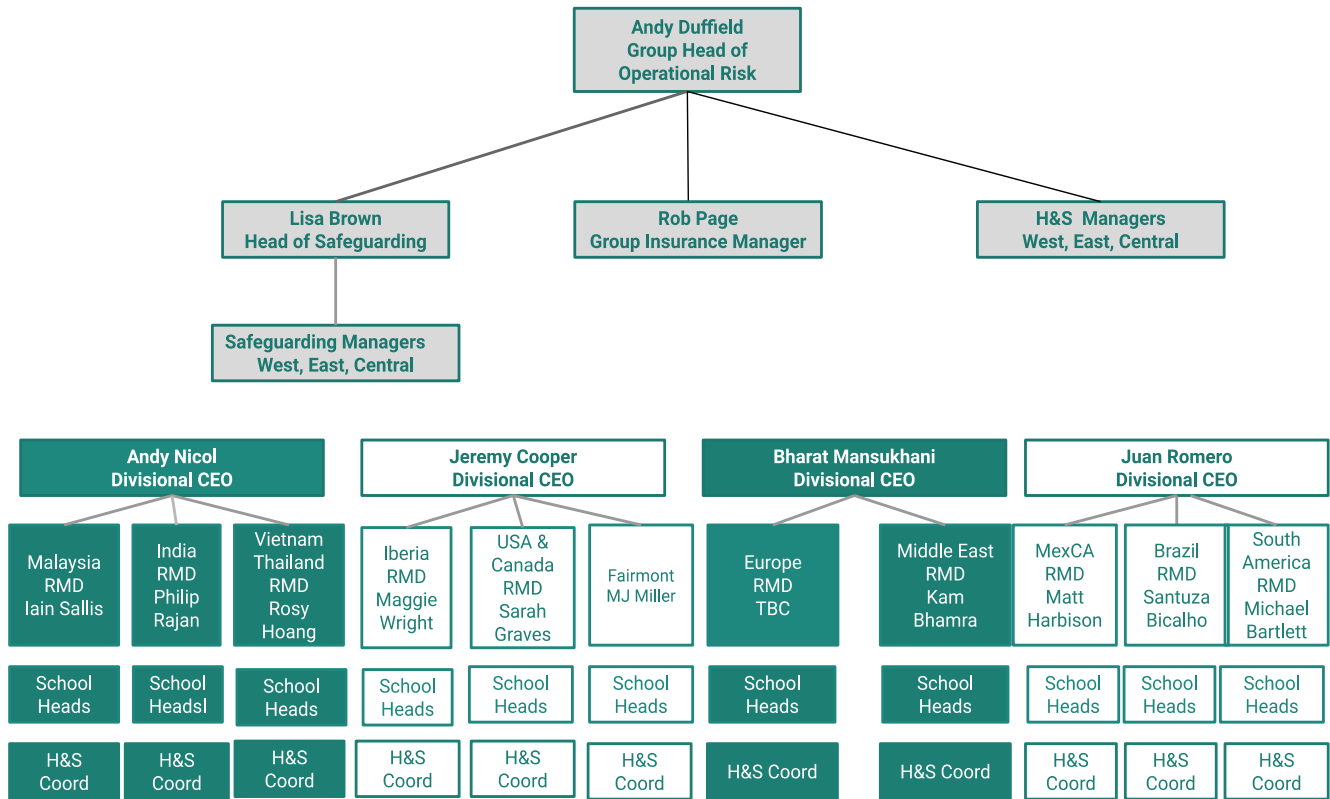 Andy Duffield
Group Head of
Operational Risk
Lisa Brown
Head of Safeguarding
Rob Page
Group Insurance Manager
H&S Managers
West, East, Central
Safeguarding Managers
West, East, Central
Andy Nicol
Divisional CEO
Jeremy Cooper
Divisional CEO
Bharat Mansukhani
Divisional CEO
Juan Romero
Divisional CEO
Malaysia
RMD
Iain Sallis
India
RMD
Philip
Rajan
Vietnam
Thailand
RMD
Rosy
Hoang
Iberia
RMD
Maggie
Wright
USA &
Canada
RMD
Sarah
Graves
Fairmont
MJ Miller
Europe
RMD
TBC
Middle East
RMD
Kam
Bhamra
MexCA
RMD
Matt
Harbison
Brazil
RMD
Santuza
Bicalho
South
America
RMD
Michael
Bartlett
School
Heads
School
Headsl
School
Heads
School
Heads
School
Heads
School
Heads
School
Heads
School
Heads
School
Heads
School
Heads
School
Heads
H&S
Coord
H&S
Coord
H&S
Coord
H&S
Coord
H&S
Coord
H&S
Coord
H&S Coord
H&S Coord
H&S
Coord
H&S
Coord
H&S
Coord